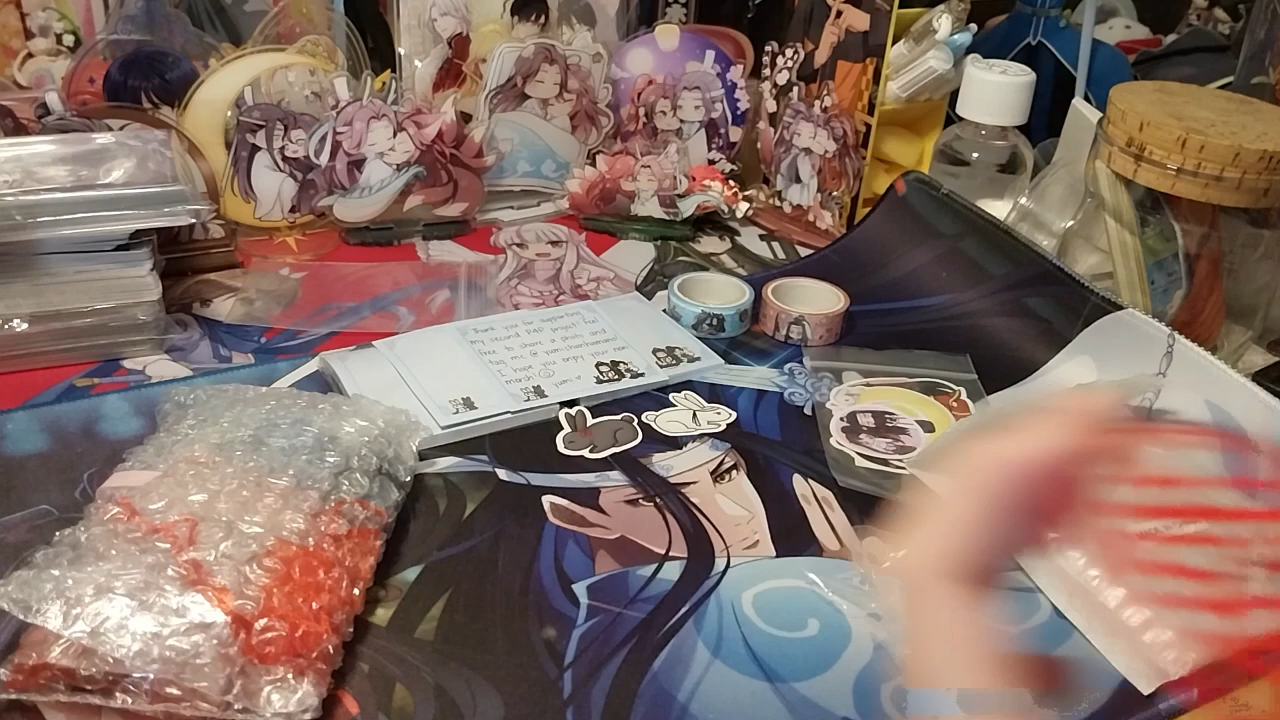 Thank you for supporting
my second P4P project! Feel
free to share a photo and
tag me @
I hope you enjoy your new
merch!
Yumi